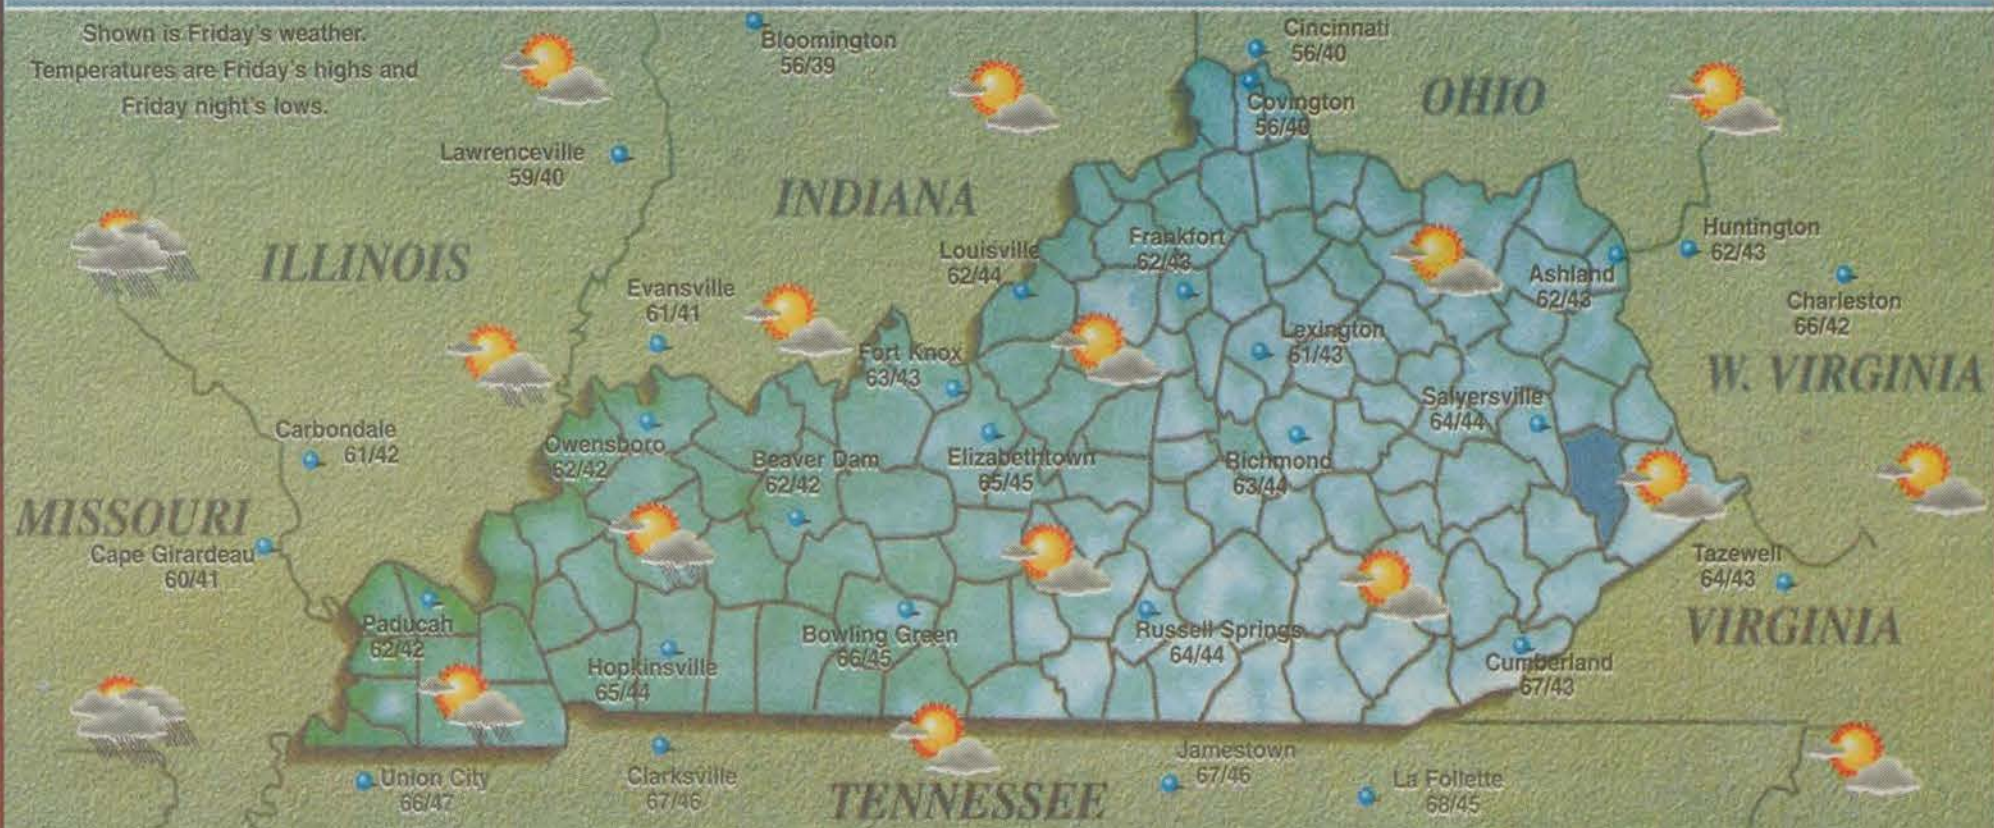 Shown is Friday's weather.
Temperatures are Friday's highs and
Friday night's lows.
Bloomington
56/39
Cincinnati
56/40
Covington
56/40
OHIO
Lawrenceville
59/40
INDIANA
ILLINOIS
Louisville
62/44
Frankfort
62/43
Ashland
62/43
Huntington
62/43
Charleston
66/42
Evansville
61/41
Fort Knox
63/43
Lexington
61/43
W. VIRGINIA
Salyersville
64/44
Carbondale
61/42
Owensboro
62/42
Beaver Dam
62/42
Elizabethtown
65/45
Richmond
63/44
MISSOURI
Cape Girardeau
60/41
Tazewell
64/43
VIRGINIA
Paducah
62/42
Hopkinsville
65/44
Bowling Green
66/45
Russell Springs
64/44
Cumberland
67/43
Union City
66/47
Clarksville
67/46
TENNESSEE
Jamestown
67/46
La Follette
68/45